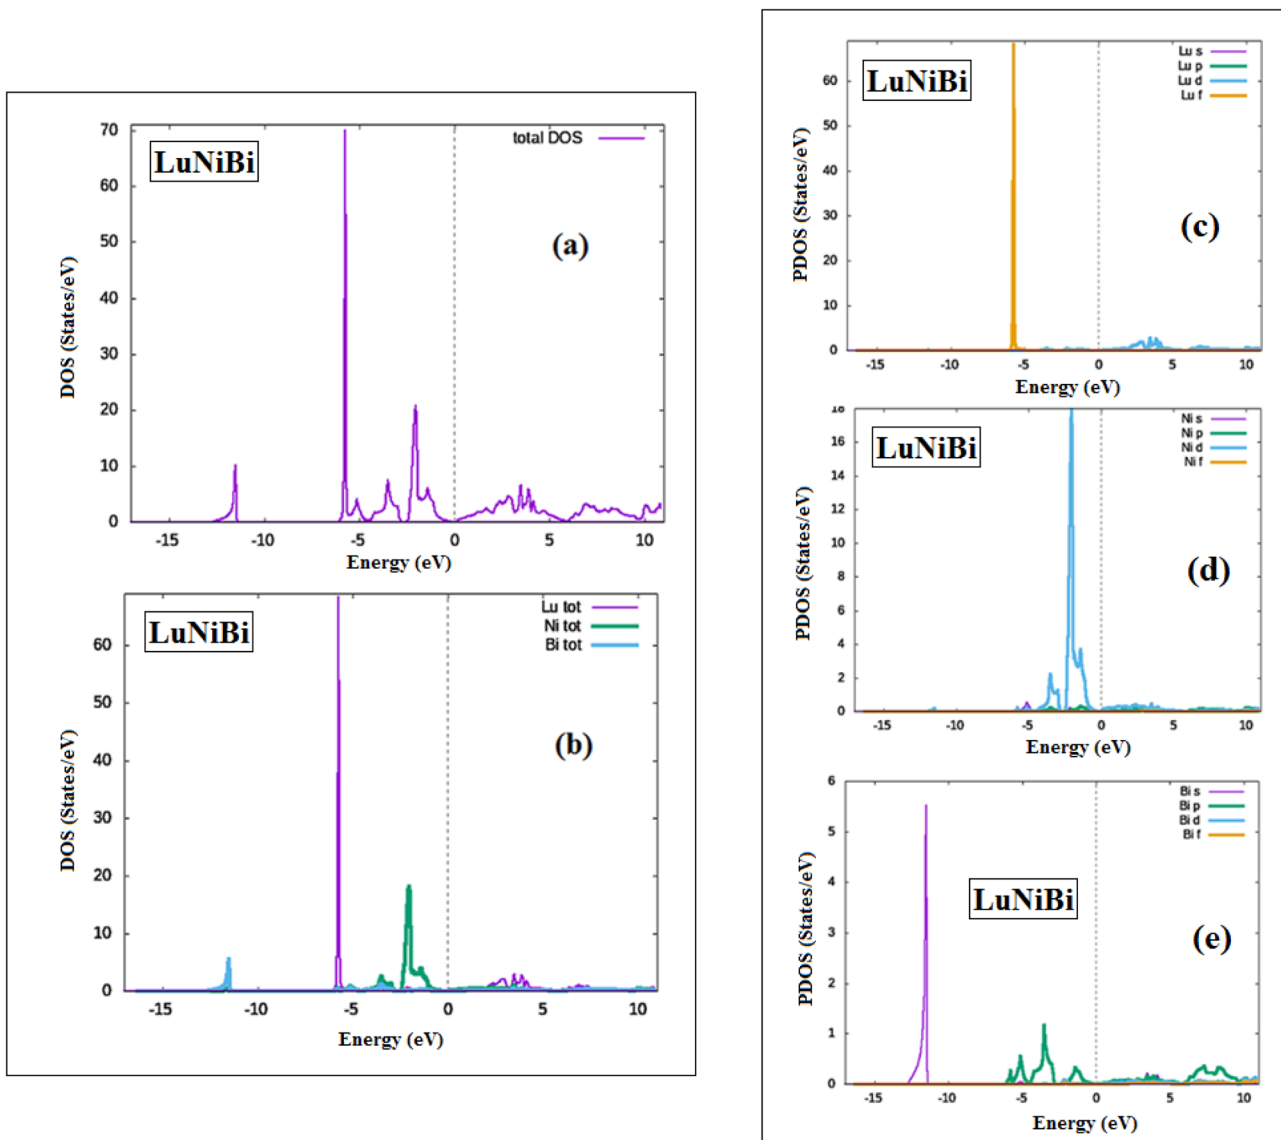 70
60
50
40
30
20
10
0
DOS (States/eV)
LuNiBi
total DOS
(a)
-15
-10
-5
0
5
10
Energy (eV)
60
50
40
30
20
10
0
DOS (States/eV)
LuNiBi
Lu tot
Ni tot
Bi tot
(b)
-15
-10
-5
0
5
10
Energy (eV)
60
50
40
30
20
10
0
PDOS (States/eV)
LuNiBi
Lu s
Lu p
Lu d
Lu f
(c)
-15
-10
-5
0
5
10
Energy (eV)
18
16
14
12
10
8
6
4
2
0
PDOS (States/eV)
LuNiBi
Ni s
Ni p
Ni d
Ni f
(d)
-15
-10
-5
0
5
10
Energy (eV)
6
5
4
3
2
1
0
PDOS (States/eV)
LuNiBi
Bi s
Bi p
Bi d
Bi f
(e)
-15
-10
-5
0
5
10
Energy (eV)